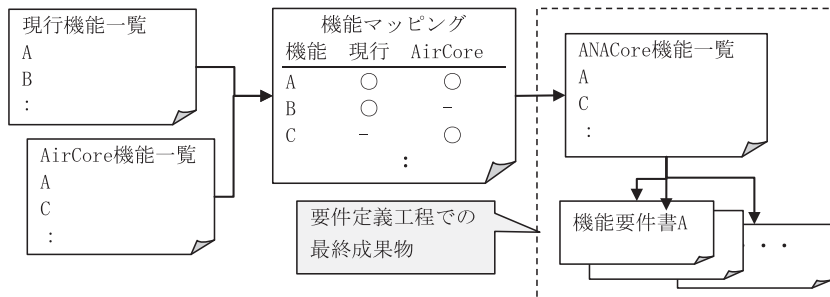 現行機能一覧
A
B
:
AirCore機能一覧
A
C
:
機能マッピング
機能 現行 AirCore
A ○ ○
B ○ -
C - ○
:
要件定義工程での
最終成果物
ANACore機能一覧
A
C
:
機能要件書A
・・・